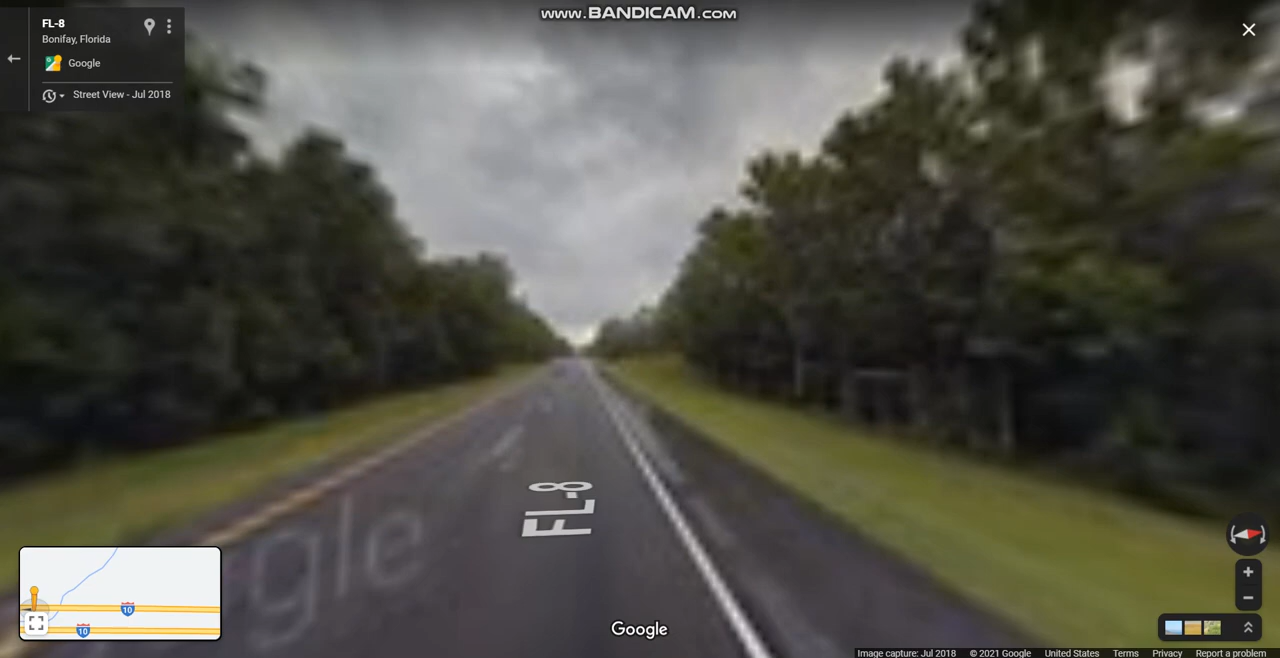 www.BANDICAM.com
FL-8
Bonifay, Florida
Google
Street View - Jul 2018
FL-8
gle
10
10
Google
Image capture: Jul 2018 © 2021 Google United States Terms Privacy Report a problem